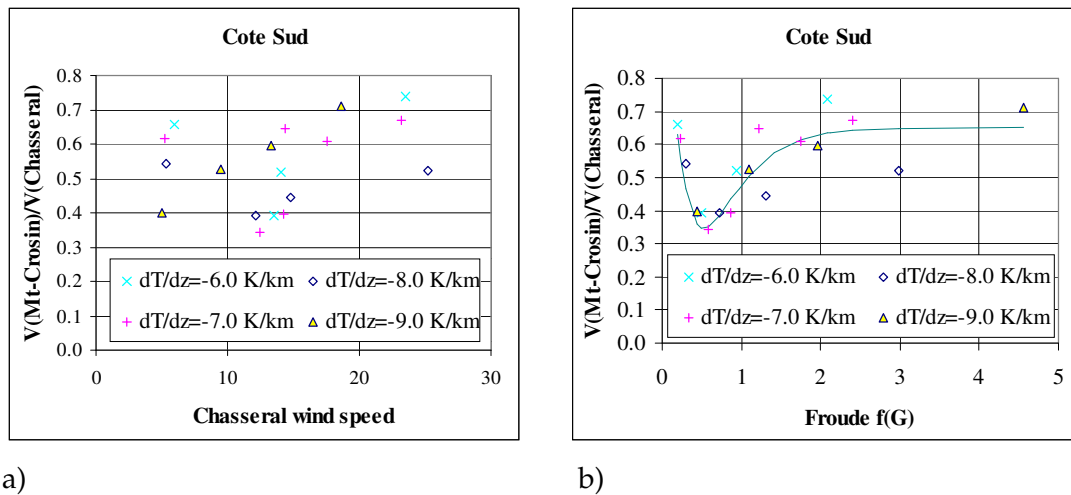 Cote Sud
V(Mt-Crosin)/V(Chasseral)
0.8
0.7
0.6
0.5
0.4
0.3
0.2
0.1
0.0
dT/dz=-6.0 K/km dT/dz=-8.0 K/km
dT/dz=-7.0 K/km dT/dz=-9.0 K/km
0 10 20 30
Chasseral wind speed
a)
Cote Sud
V(Mt-Crosin)/V(Chasseral)
0.8
0.7
0.6
0.5
0.4
0.3
0.2
0.1
0.0
dT/dz=-6.0 K/km dT/dz=-8.0 K/km
dT/dz=-7.0 K/km dT/dz=-9.0 K/km
0 1 2 3 4 5
Froude f(G)
b)